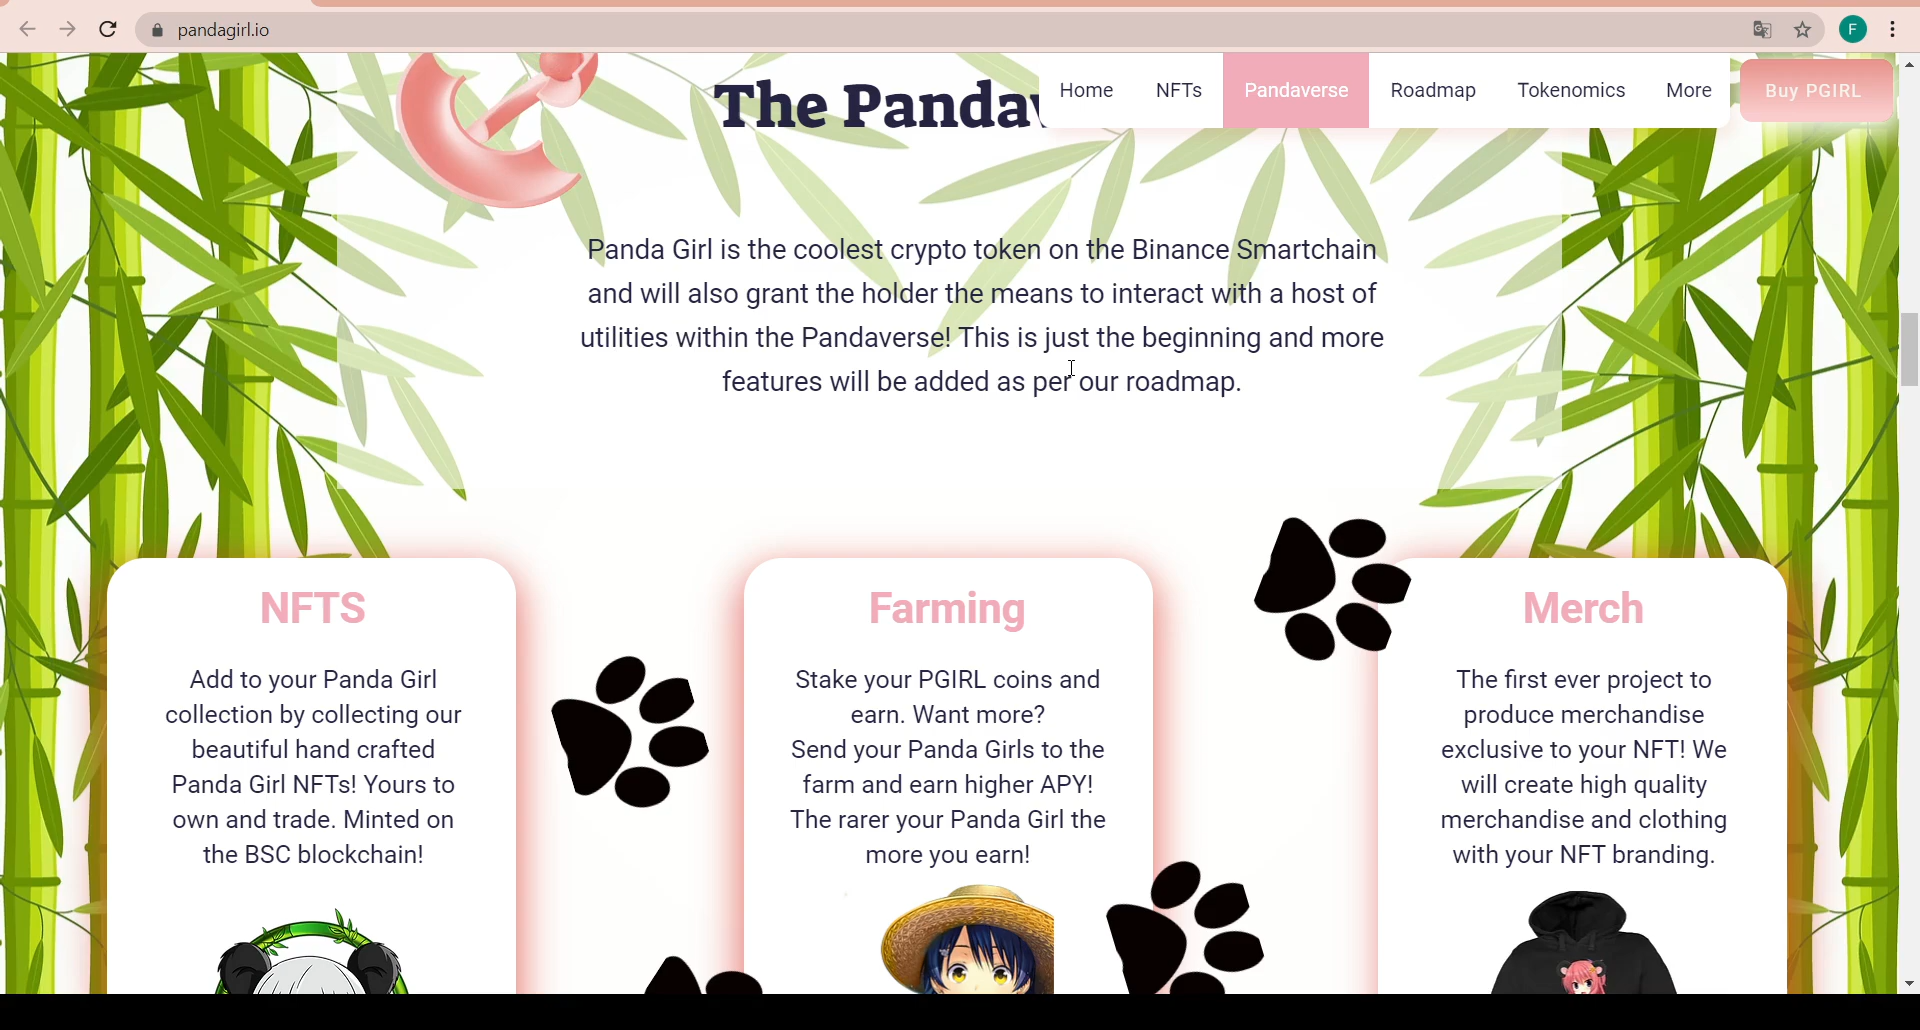 pandagirl.io
F
The Pandav
Home NFTs Pandaverse Roadmap Tokenomics More Buy PGIRL
Panda Girl is the coolest crypto token on the Binance Smartchain
and will also grant the holder the means to interact with a host of
utilities within the Pandaverse! This is just the beginning and more
features will be added as per our roadmap.
NFTS
Add to your Panda Girl
collection by collecting our
beautiful hand crafted
Panda Girl NFTs! Yours to
own and trade. Minted on
the BSC blockchain!
Farming
Stake your PGIRL coins and
earn. Want more?
Send your Panda Girls to the
farm and earn higher APY!
The rarer your Panda Girl the
more you earn!
Merch
The first ever project to
produce merchandise
exclusive to your NFT! We
will create high quality
merchandise and clothing
with your NFT branding.